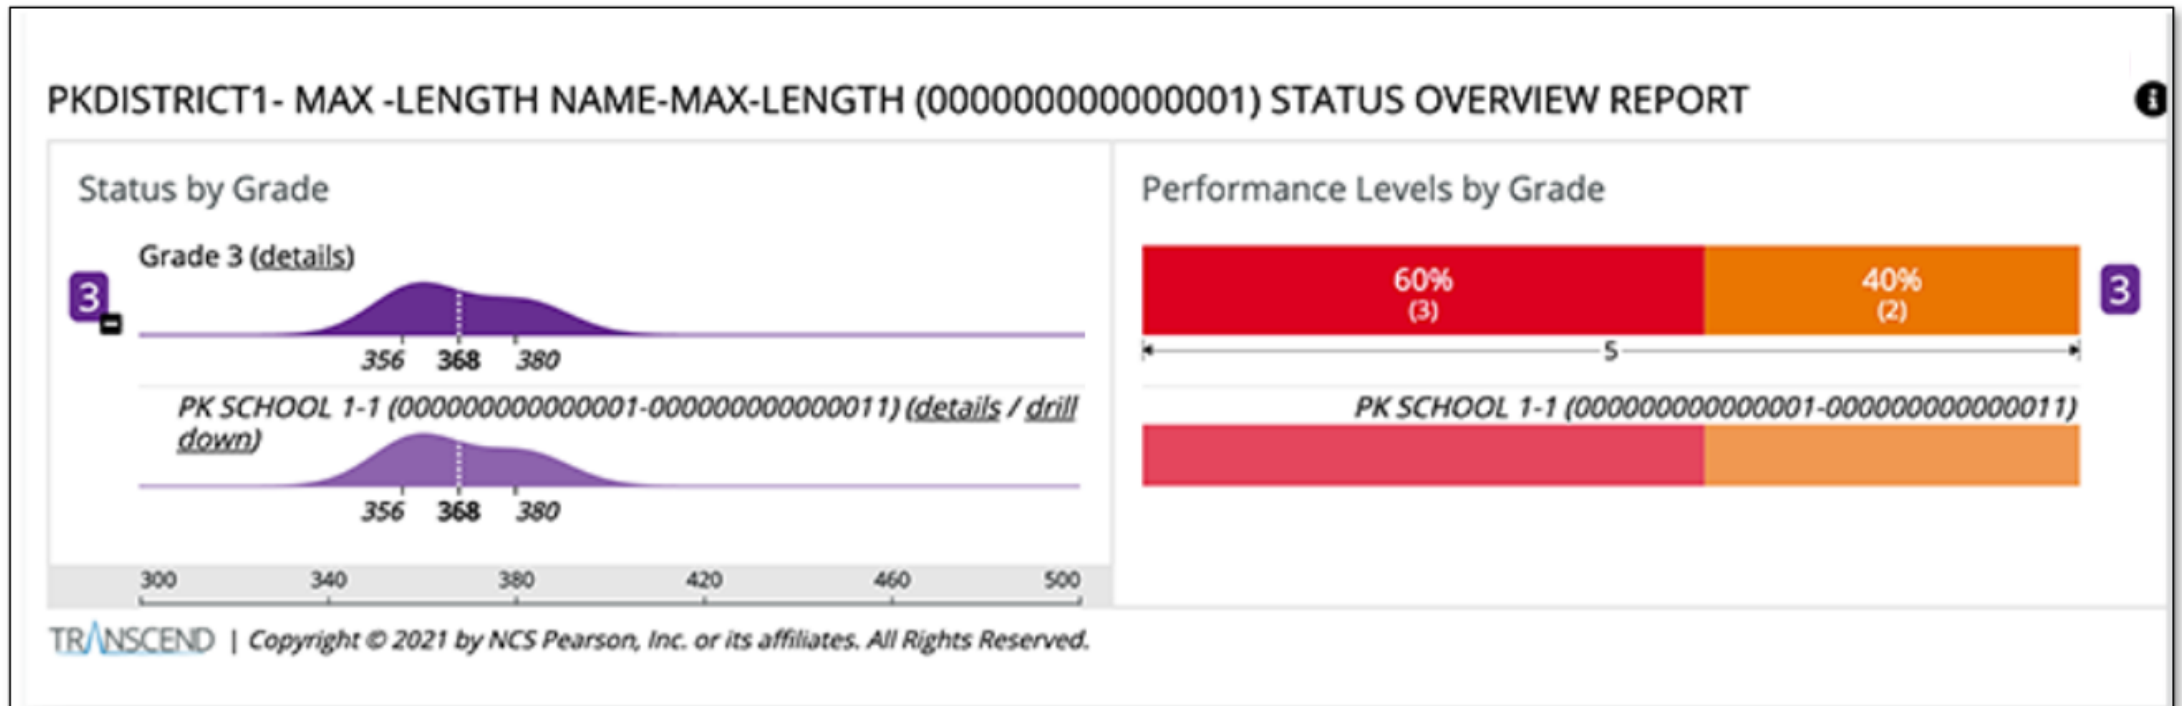 PKDISTRICT1- MAX -LENGTH NAME-MAX-LENGTH (000000000000001) STATUS OVERVIEW REPORT
Status by Grade
Grade 3 (details)
3
356 368 380
PK SCHOOL 1-1 (000000000000001-000000000000011) (details / drill
down)
356 368 380
300 340 380 420 460 500
Performance Levels by Grade
60% 40%
(3) (2)
3
5
PK SCHOOL 1-1 (000000000000001-000000000000011)
TRANSCEND | Copyright © 2021 by NCS Pearson, Inc. or its affiliates. All Rights Reserved.